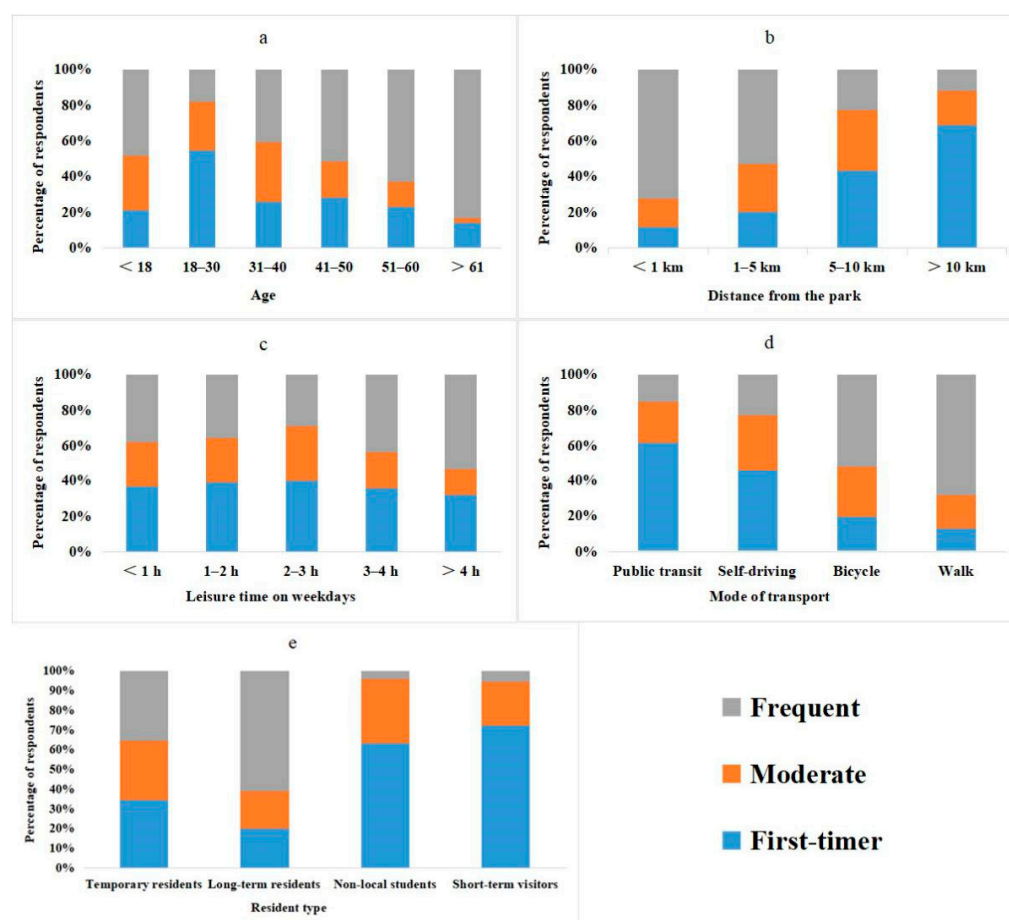 a
Percentage of respondents
100%
80%
60%
40%
20%
0%
< 18 18–30 31–40 41–50 51–60 > 61
Age
b
Percentage of respondents
100%
80%
60%
40%
20%
0%
< 1 km 1–5 km 5–10 km > 10 km
Distance from the park
c
Percentage of respondents
100%
80%
60%
40%
20%
0%
< 1 h 1–2 h 2–3 h 3–4 h > 4 h
Leisure time on weekdays
d
Percentage of respondents
100%
80%
60%
40%
20%
0%
Public transit Self-driving Bicycle Walk
Mode of transport
e
Percentage of respondents
100%
90%
80%
70%
60%
50%
40%
30%
20%
10%
0%
Temporary residents Long-term residents Non-local students Short-term visitors
Resident type
Frequent
Moderate
First-timer